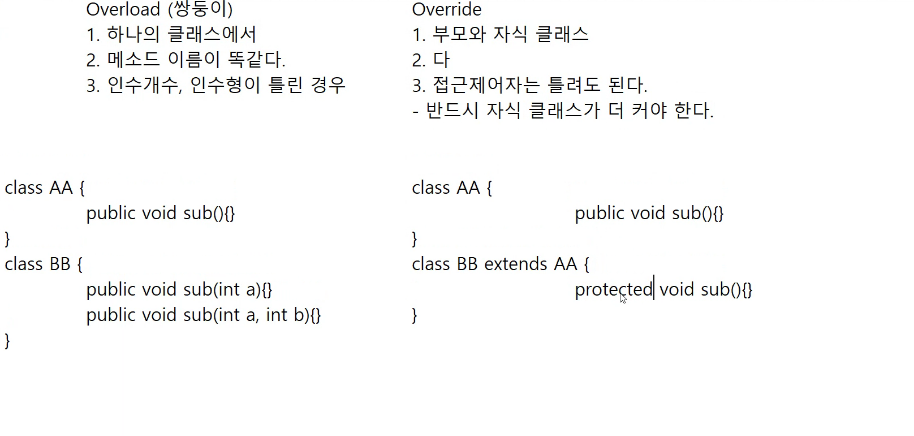 Overload (쌍둥이)
1. 하나의 클래스에서
2. 메소드 이름이 똑같다.
3. 인수개수, 인수형이 틀린 경우
Override
1. 부모와 자식 클래스
2. 다
3. 접근제어자는 틀려도 된다.
- 반드시 자식 클래스가 더 커야 한다.
class AA {
public void sub(){}
}
class BB {
public void sub(int a){}
public void sub(int a, int b){}
}
class AA {
public void sub(){}
}
class BB extends AA {
protected void sub(){}
}